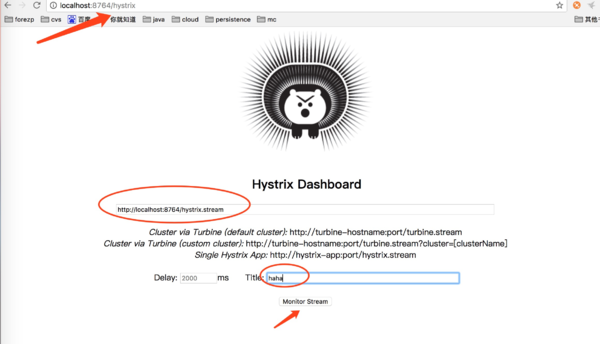 localhost:8764/hystrix
forezp cvs 百度 你就知道 java cloud persistence mc 其他
Hystrix Dashboard
http://localhost:8764/hystrix.stream
Cluster via Turbine (default cluster): http://turbine-hostname:port/turbine.stream
Cluster via Turbine (custom cluster): http://turbine-hostname:port/turbine.stream?cluster=[clusterName]
Single Hystrix App: http://hystrix-app:port/hystrix.stream
Delay: 2000 ms Title: haha
Monitor Stream